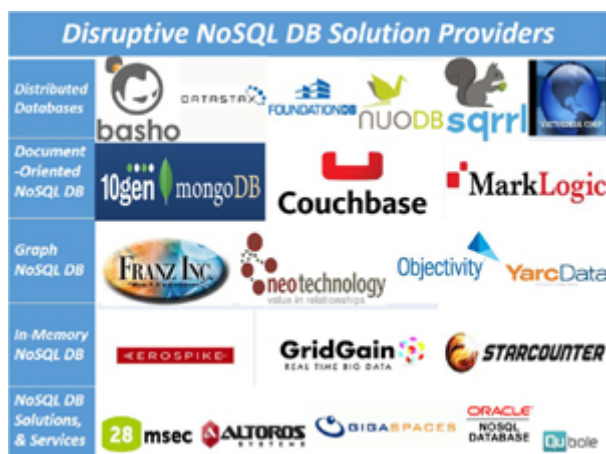 Disruptive NoSQL DB Solution Providers
Distributed
Databases
basho
DATASTAX
FOUNDATIONDB
NUODB
sqrrl
Document
-Oriented
NoSQL DB
10gen mongoDB
Couchbase
MarkLogic
Graph
NoSQL DB
FRANZ INC.
neotechnology
value in relationships
Objectivity
YarcData
In-Memory
NoSQL DB
AEROSPIKE
GridGain
REAL TIME BIG DATA
STARCOUNTER
NoSQL DB
Solutions,
& Services
28 msec
ALTOROS
SYSTEMS
GIGASPACES
ORACLE
NOSQL
DATABASE
Qubole